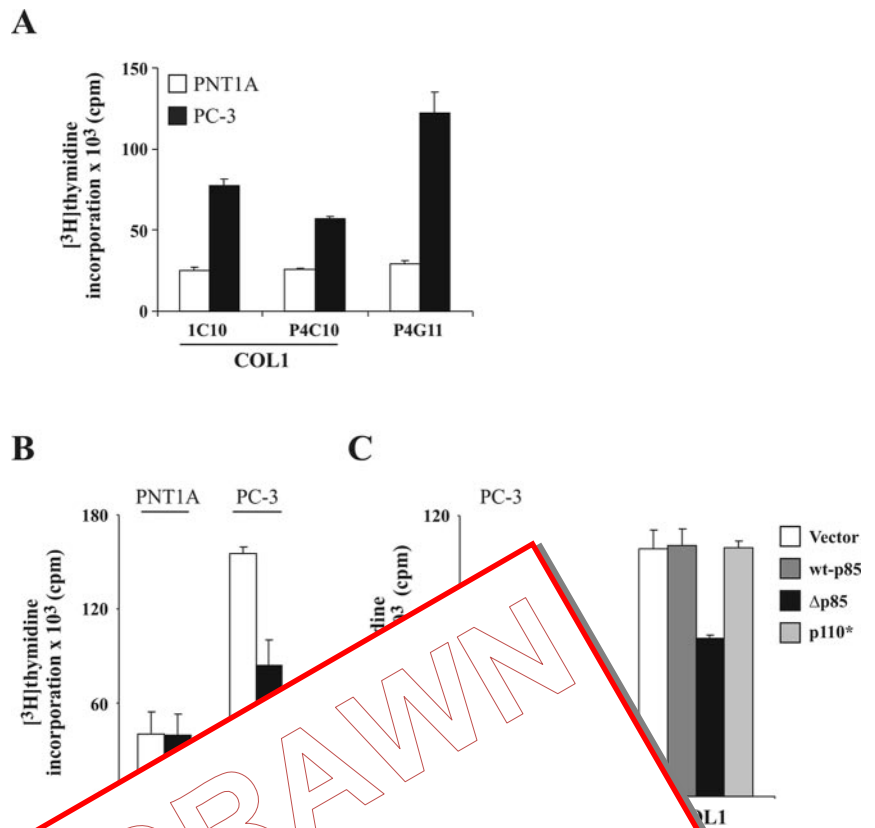 A
[3H]thymidine
incorporation x 10³ (cpm)
150
100
50
0
PNT1A
PC-3
1C10
P4C10
P4G11
COL1
B
[3H]thymidine
incorporation x 10³ (cpm)
180
120
60
PNT1A
PC-3
C
PC-3
120
(cpm)
Vector
wt-p85
Δp85
p110*